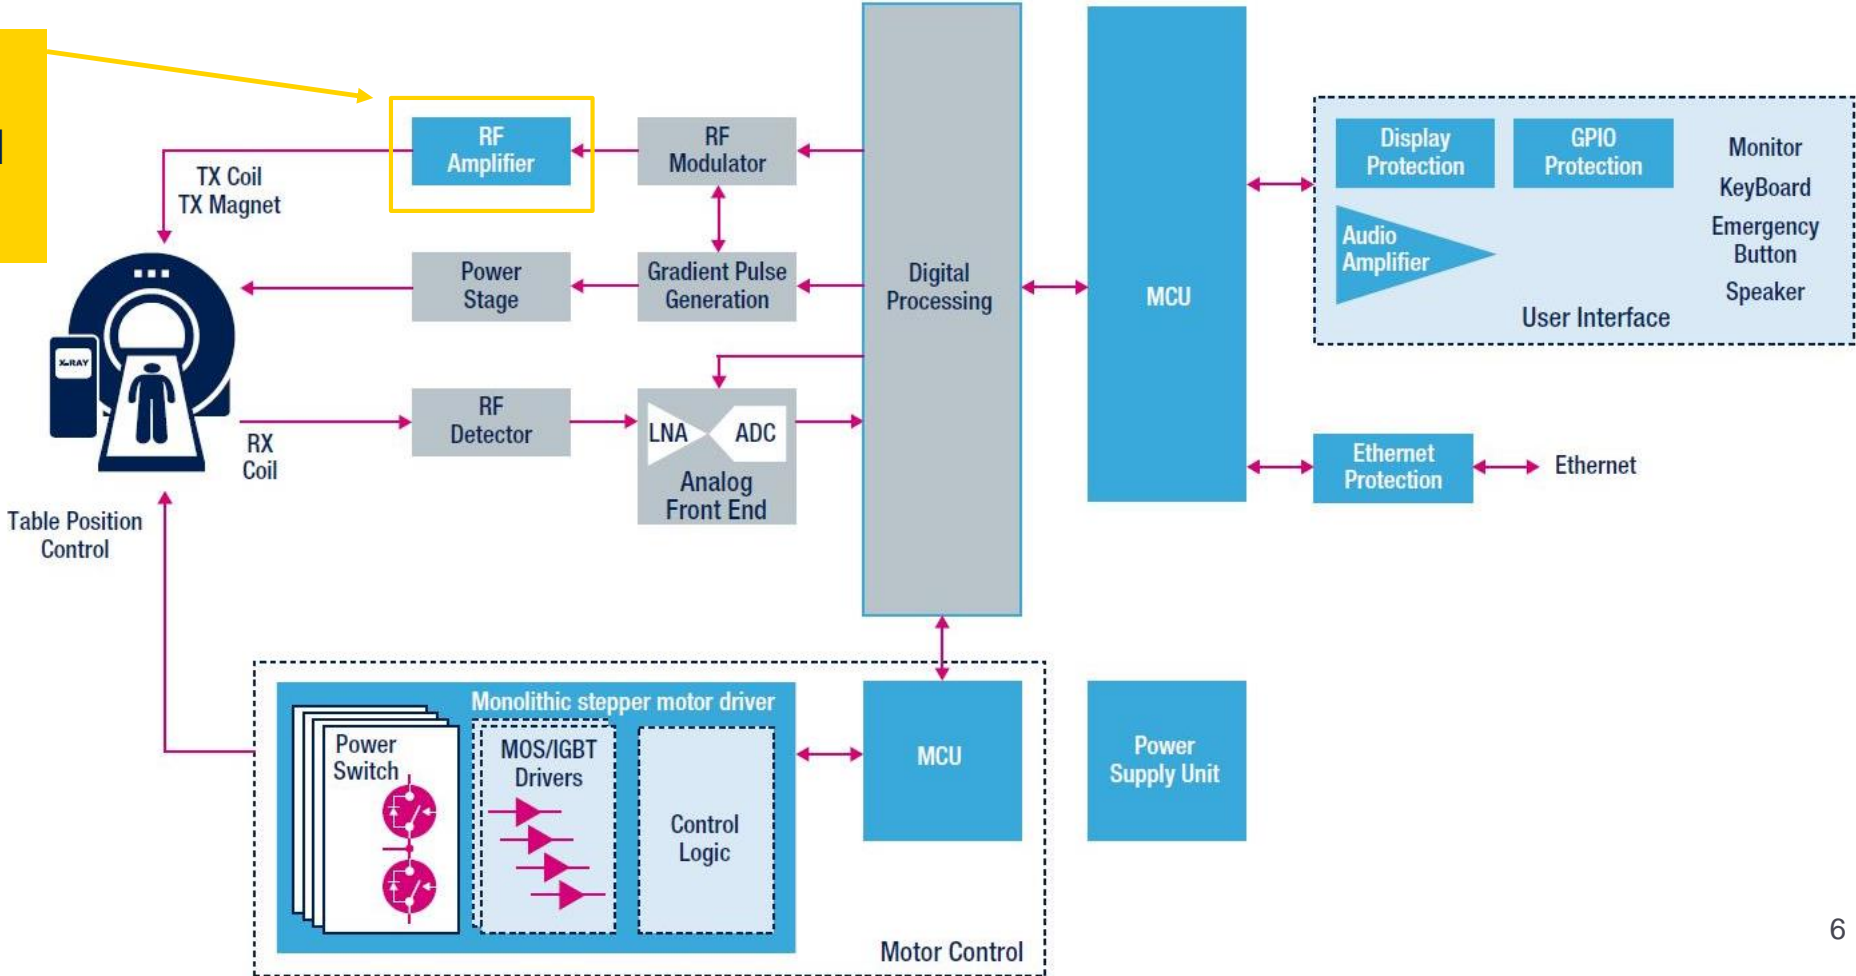 RF
Amplifier
RF
Modulator
TX Coil
TX Magnet
Power
Stage
Gradient Pulse
Generation
Digital
Processing
MCU
Display
Protection
GPIO
Protection
Audio
Amplifier
Monitor
KeyBoard
Emergency
Button
Speaker
User Interface
X-RAY
RX
Coil
RF
Detector
LNA
ADC
Analog
Front End
Ethernet
Protection
Ethernet
Table Position
Control
Monolithic stepper motor driver
Power
Switch
MOS/IGBT
Drivers
Control
Logic
MCU
Power
Supply Unit
Motor Control
6